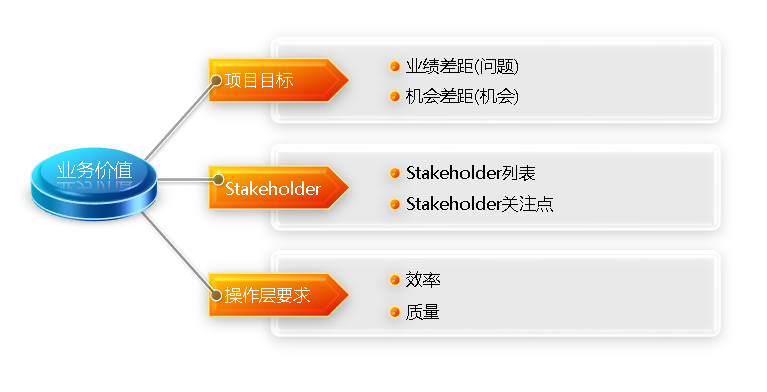 业务价值
项目目标
业绩差距(问题)
机会差距(机会)
Stakeholder
Stakeholder列表
Stakeholder关注点
操作层要求
效率
质量